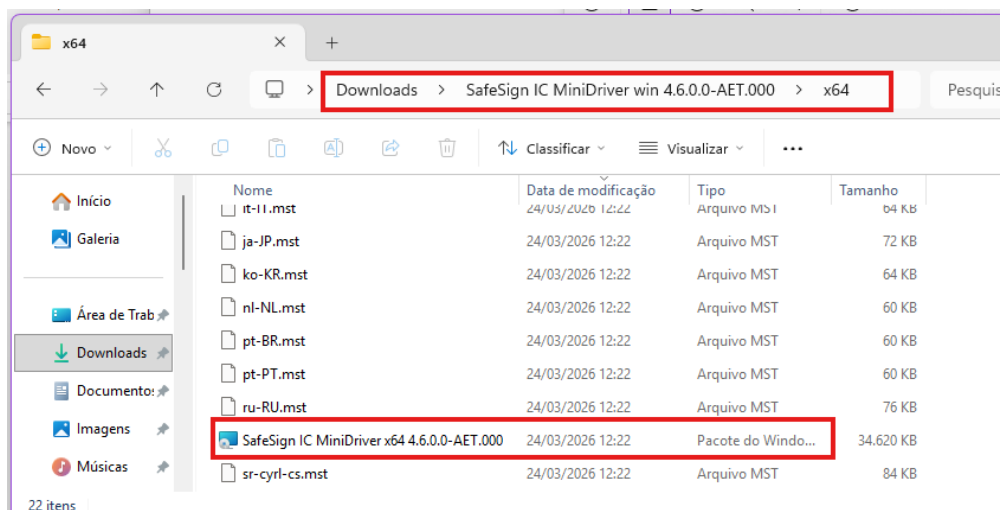 x64
Downloads > SafeSign IC MiniDriver win 4.6.0.0-AET.000 > x64
Pesquis
Novo
Classificar
Visualizar
Início
Galeria
Área de Trab
Downloads
Documento
Imagens
Músicas
Nome Data de modificação Tipo Tamanho
it-IT.mst 24/03/2026 12:22 Arquivo MST 64 KB
ja-JP.mst 24/03/2026 12:22 Arquivo MST 72 KB
ko-KR.mst 24/03/2026 12:22 Arquivo MST 64 KB
nl-NL.mst 24/03/2026 12:22 Arquivo MST 60 KB
pt-BR.mst 24/03/2026 12:22 Arquivo MST 60 KB
pt-PT.mst 24/03/2026 12:22 Arquivo MST 60 KB
ru-RU.mst 24/03/2026 12:22 Arquivo MST 76 KB
SafeSign IC MiniDriver x64 4.6.0.0-AET.000 24/03/2026 12:22 Pacote do Windo... 34.620 KB
sr-cyrl-cs.mst 24/03/2026 12:22 Arquivo MST 84 KB
22 itens